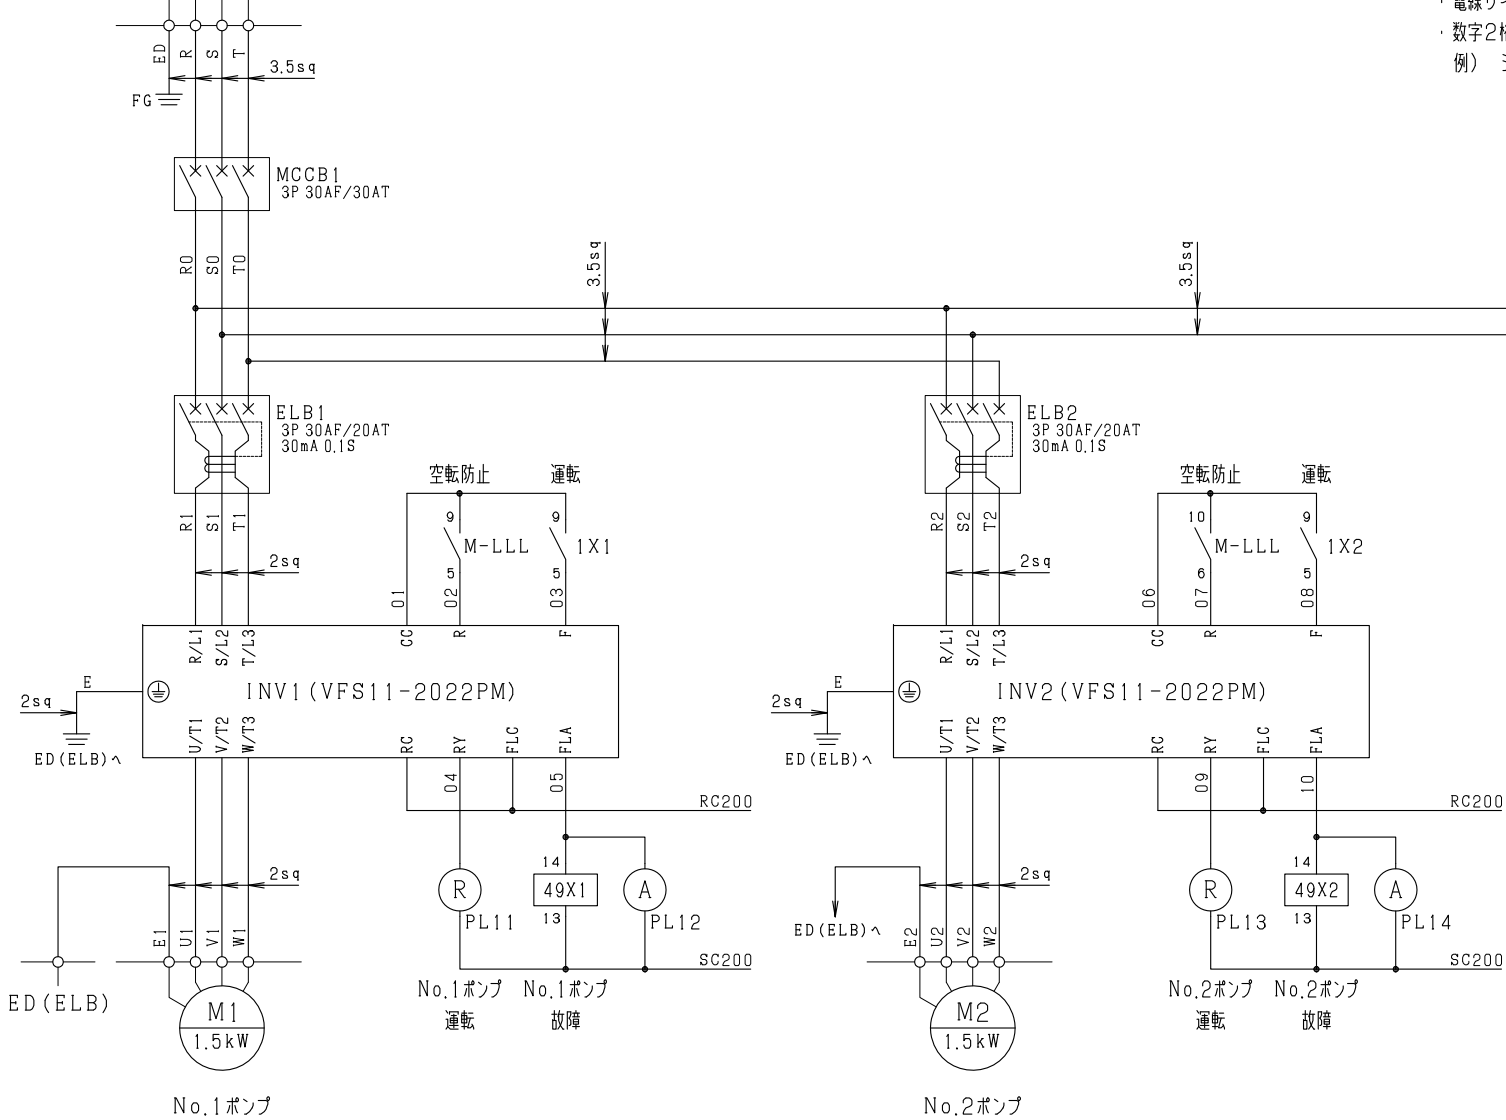 ・電線サイ
・数字2桁
例)
ED
R
S
T
3.5sq
FG
MCCB1
3P 30AF/30AT
R0
S0
T0
3.5sq
3.5sq
ELB1
3P 30AF/20AT
30mA 0.1S
ELB2
3P 30AF/20AT
30mA 0.1S
空転防止
運転
空転防止
運転
R1
S1
T1
9
M-LLL
5
9
1X1
5
R2
S2
T2
10
M-LLL
6
9
1X2
5
2sq
2sq
01
02
03
06
07
08
R/L1
S/L2
T/L3
CC
R
F
R/L1
S/L2
T/L3
CC
R
F
E
INV1(VFS11-2022PM)
E
INV2(VFS11-2022PM)
2sq
2sq
U/T1
V/T2
W/T3
RC
RY
FLC
FLA
U/T1
V/T2
W/T3
RC
RY
FLC
FLA
ED(ELB)へ
ED(ELB)へ
04
05
09
10
RC200
RC200
2sq
2sq
R
PL11
14
49X1
13
A
PL12
R
PL13
14
49X2
13
A
PL14
ED(ELB)へ
E1
U1
V1
W1
E2
U2
V2
W2
SC200
SC200
ED(ELB)
M1
1.5kW
No.1ポンプ
運転
No.1ポンプ
故障
M2
1.5kW
No.2ポンプ
運転
No.2ポンプ
故障
No.1ポンプ
No.2ポンプ